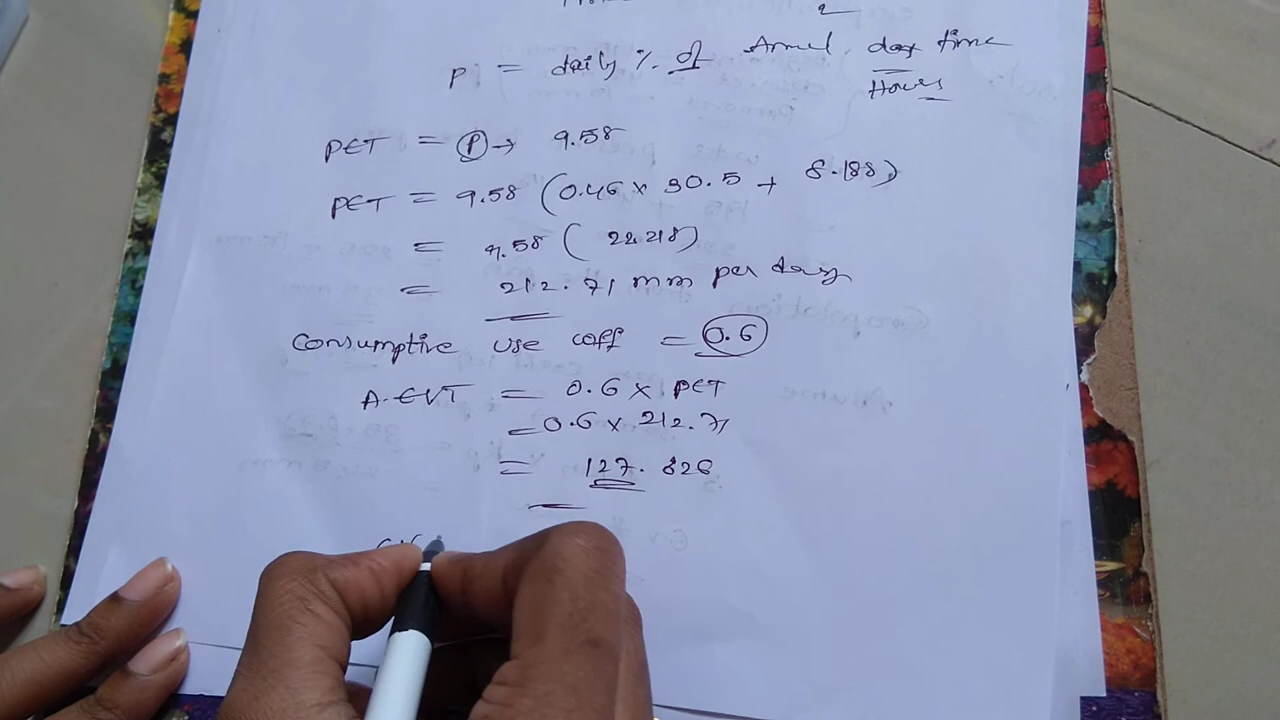 P = daily % of Annul day time
Hours
PET = P → 9.58
PET = 9.58 (0.46 × 30.5 + 8.188)
= 9.58 ( 22.218)
= 212.71 mm per day
Consumptive use coff = 0.6
A.EVT = 0.6 × PET
= 0.6 × 212.71
= 127.628